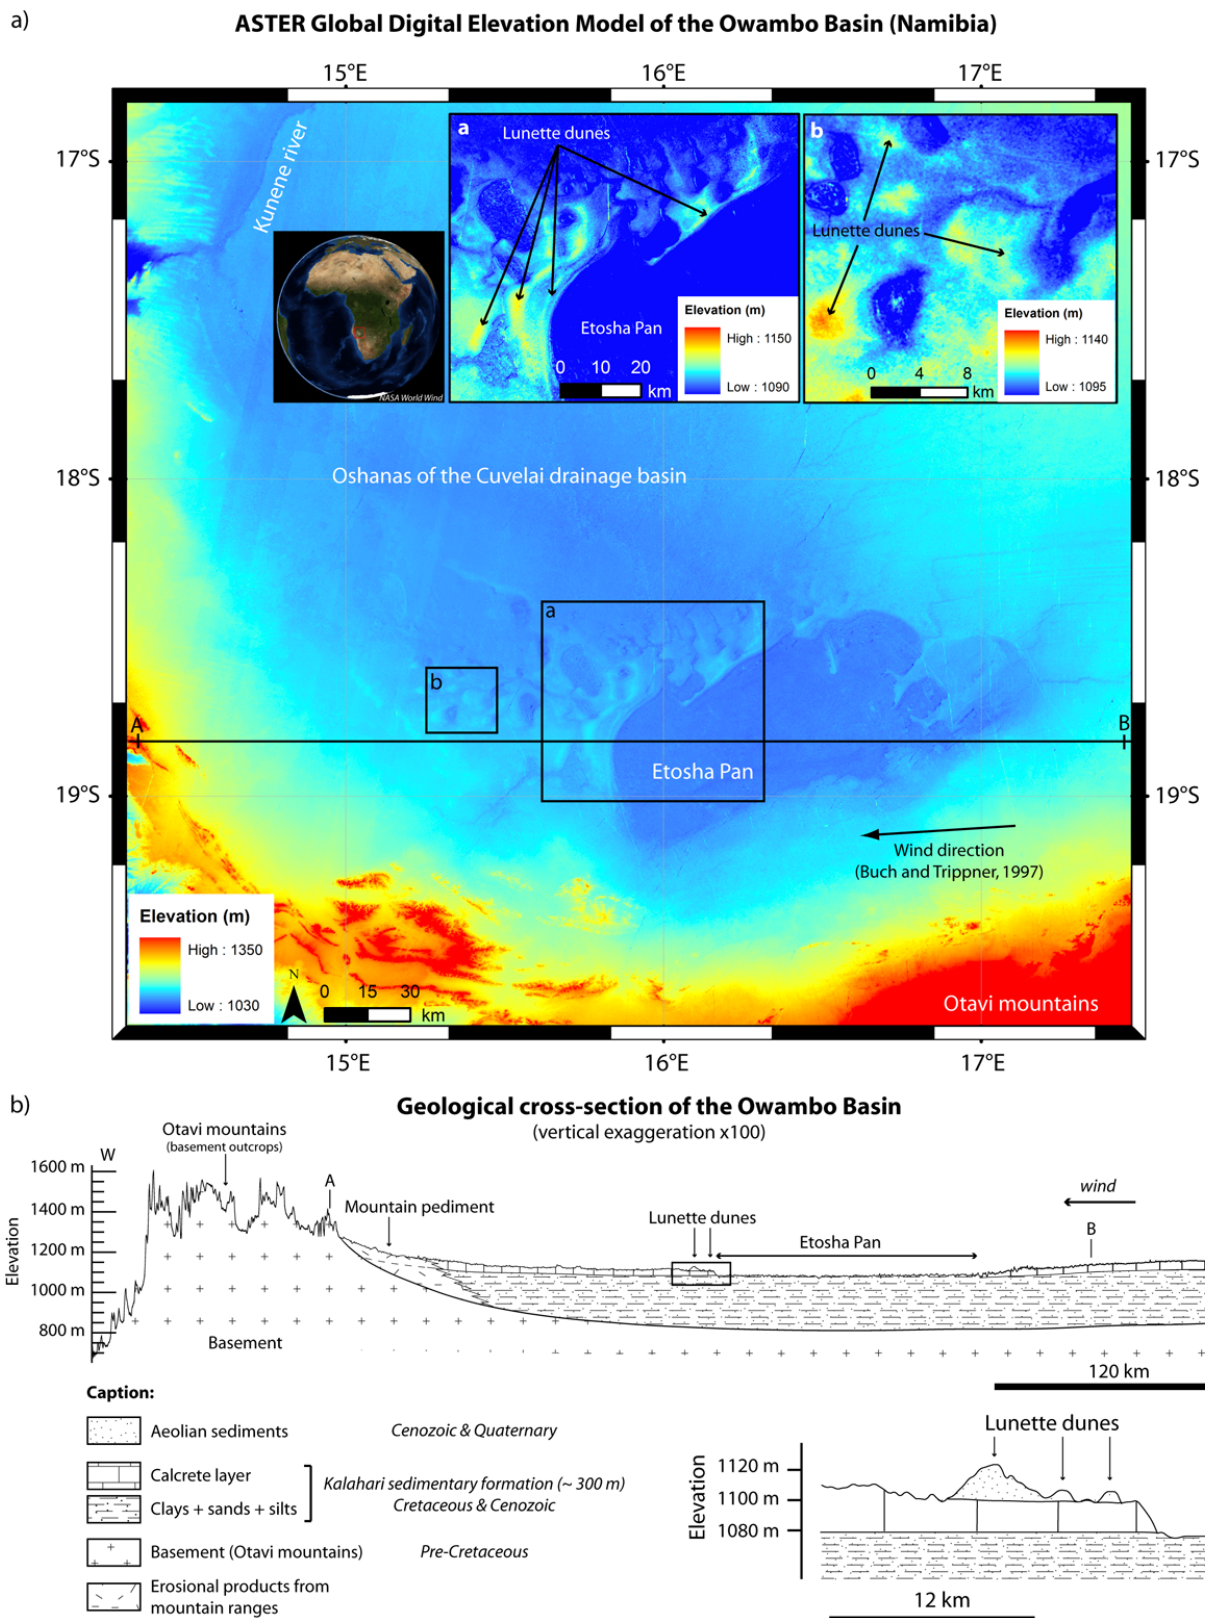 a)
ASTER Global Digital Elevation Model of the Owambo Basin (Namibia)
15°E
16°E
17°E
17°S
17°S
Kunene river
a
Lunette dunes
Etosha Pan
0 10 20
km
Elevation (m)
High : 1150
Low : 1090
b
Lunette dunes
0 4 8
km
Elevation (m)
High : 1140
Low : 1095
NASA World Wind
18°S
Oshanas of the Cuvelai drainage basin
18°S
a
b
A
B
Etosha Pan
19°S
19°S
Wind direction
(Buch and Trippner, 1997)
Elevation (m)
High : 1350
Low : 1030
N
0 15 30
km
Otavi mountains
15°E
16°E
17°E
b)
Geological cross-section of the Owambo Basin
(vertical exaggeration x100)
Otavi mountains
(basement outcrops)
W
A
Mountain pediment
Lunette dunes
Etosha Pan
wind
B
Elevation
1600 m
1400 m
1200 m
1000 m
800 m
Basement
120 km
Caption:
Aeolian sediments
Cenozoic & Quaternary
Calcrete layer
Clays + sands + silts
Kalahari sedimentary formation (~ 300 m)
Cretaceous & Cenozoic
Basement (Otavi mountains)
Pre-Cretaceous
Erosional products from
mountain ranges
Lunette dunes
Elevation
1120 m
1100 m
1080 m
12 km